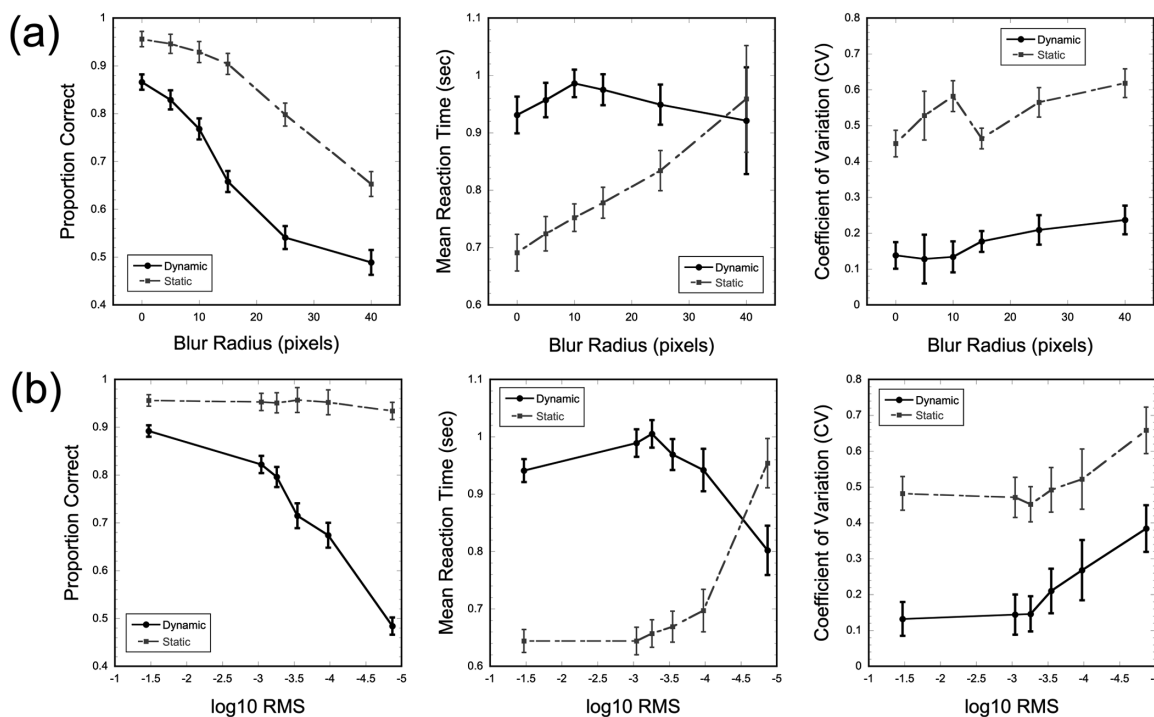 (a)
Proportion Correct
1
0.9
0.8
0.7
0.6
0.5
0.4
Dynamic
Static
0 10 20 30 40
Blur Radius (pixels)
Mean Reaction Time (sec)
1.1
1
0.9
0.8
0.7
0.6
Dynamic
Static
0 10 20 30 40
Blur Radius (pixels)
Coefficient of Variation (CV)
0.8
0.7
0.6
0.5
0.4
0.3
0.2
0.1
0
Dynamic
Static
0 10 20 30 40
Blur Radius (pixels)
(b)
Proportion Correct
1
0.9
0.8
0.7
0.6
0.5
0.4
Dynamic
Static
-1 -1.5 -2 -2.5 -3 -3.5 -4 -4.5 -5
log10 RMS
Mean Reaction Time (sec)
1.1
1
0.9
0.8
0.7
0.6
Dynamic
Static
-1 -1.5 -2 -2.5 -3 -3.5 -4 -4.5 -5
log10 RMS
Coefficient of Variation (CV)
0.8
0.7
0.6
0.5
0.4
0.3
0.2
0.1
0
Dynamic
Static
-1 -1.5 -2 -2.5 -3 -3.5 -4 -4.5
log10 RMS